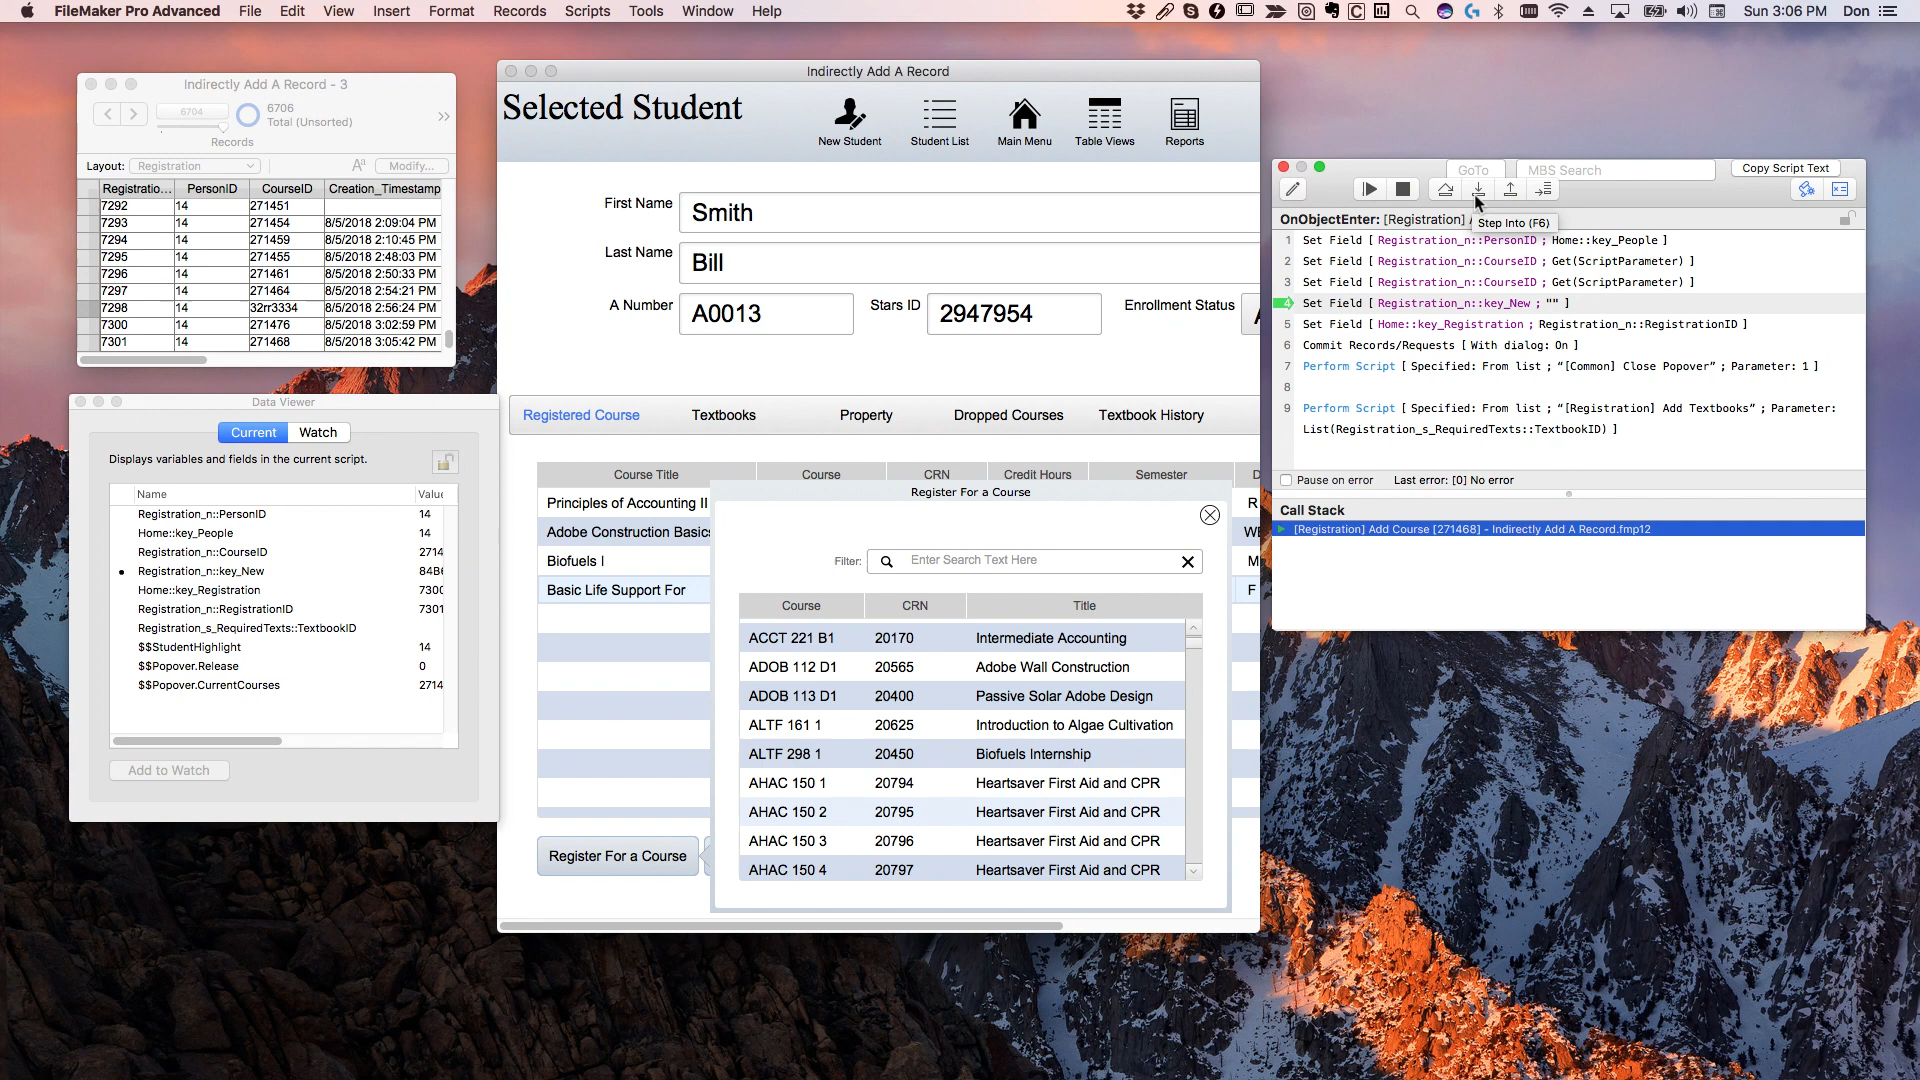 FileMaker Pro Advanced File Edit View Insert Format Records Scripts Tools Window Help Sun 3:06 PM Don
Indirectly Add A Record - 3
6704
6706
Total (Unsorted)
Records
Layout: Registration Modify...
Registratio... PersonID CourseID Creation_Timestamp
7292 14 271451
7293 14 271454 8/5/2018 2:09:04 PM
7294 14 271459 8/5/2018 2:10:45 PM
7295 14 271455 8/5/2018 2:48:03 PM
7296 14 271461 8/5/2018 2:50:33 PM
7297 14 271464 8/5/2018 2:54:21 PM
7298 14 32rr3334 8/5/2018 2:56:24 PM
7300 14 271476 8/5/2018 3:02:59 PM
7301 14 271468 8/5/2018 3:05:42 PM
Data Viewer
Current Watch
Displays variables and fields in the current script.
Name Value
Registration_n::PersonID 14
Home::key_People 14
Registration_n::CourseID 2714
Registration_n::key_New
Home::key_Registration 7300
Registration_n::RegistrationID 7301
Registration_s_RequiredTexts::TextbookID
$$StudentHighlight 14
$$Popover.Release 0
$$Popover.CurrentCourses 2714
Add to Watch
Indirectly Add A Record
Selected Student
New Student Student List Main Menu Table Views Reports
First Name Smith
Last Name Bill
A Number A0013 Stars ID 2947954 Enrollment Status
Registered Course Textbooks Property Dropped Courses Textbook History
Course Title Course CRN Credit Hours Semester
Principles of Accounting II
Adobe Construction Basics
Biofuels I
Basic Life Support For
Register For a Course
Register For a Course
Filter: Enter Search Text Here
Course CRN Title
ACCT 221 B1 20170 Intermediate Accounting
ADOB 112 D1 20565 Adobe Wall Construction
ADOB 113 D1 20400 Passive Solar Adobe Design
ALTF 161 1 20625 Introduction to Algae Cultivation
ALTF 298 1 20450 Biofuels Internship
AHAC 150 1 20794 Heartsaver First Aid and CPR
AHAC 150 2 20795 Heartsaver First Aid and CPR
AHAC 150 3 20796 Heartsaver First Aid and CPR
AHAC 150 4 20797 Heartsaver First Aid and CPR
GoTo MBS Search Copy Script Text
OnObjectEnter: [Registration]
Step Into (F6)
1 Set Field [ Registration_n::PersonID ; Home::key_People ]
2 Set Field [ Registration_n::CourseID ; Get(ScriptParameter) ]
3 Set Field [ Registration_n::CourseID ; Get(ScriptParameter) ]
4 Set Field [ Registration_n::key_New ; "" ]
5 Set Field [ Home::key_Registration ; Registration_n::RegistrationID ]
6 Commit Records/Requests [ With dialog: On ]
7 Perform Script [ Specified: From list ; “[Common] Close Popover” ; Parameter: 1 ]
8
9 Perform Script [ Specified: From list ; “[Registration] Add Textbooks” ; Parameter:
List(Registration_s_RequiredTexts::TextbookID) ]
Pause on error Last error: [0] No error
Call Stack
[Registration] Add Course [271468] - Indirectly Add A Record.fmp12